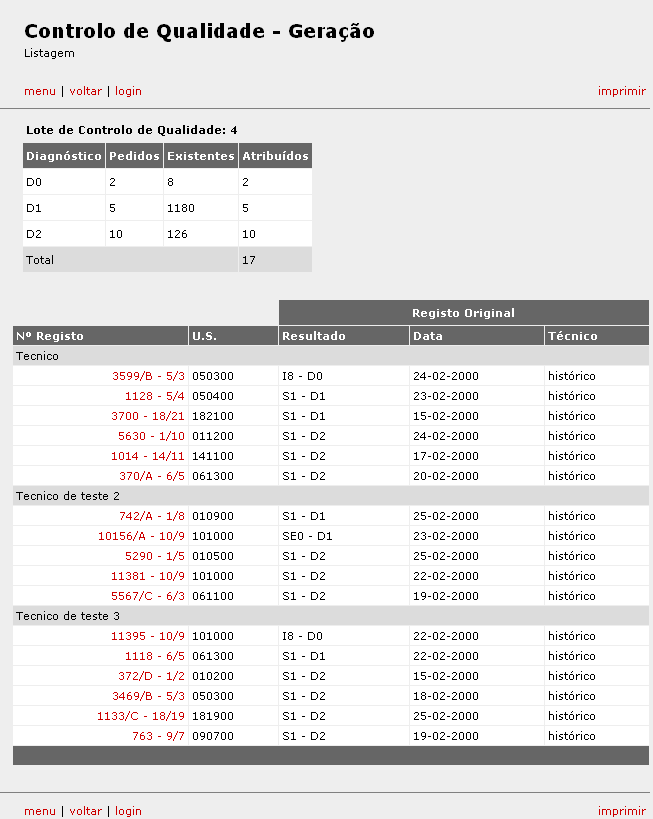 Controlo de Qualidade - Geração
Listagem
menu | voltar | login imprimir
Lote de Controlo de Qualidade: 4
Diagnóstico Pedidos Existentes Atribuídos
D0 2 8 2
D1 5 1180 5
D2 10 126 10
Total 17
Registo Original
Nº Registo U.S. Resultado Data Técnico
Tecnico
3599/B - 5/3 050300 I8 - D0 24-02-2000 histórico
1128 - 5/4 050400 S1 - D1 23-02-2000 histórico
3700 - 18/21 182100 S1 - D1 15-02-2000 histórico
5630 - 1/10 011200 S1 - D2 24-02-2000 histórico
1014 - 14/11 141100 S1 - D2 17-02-2000 histórico
370/A - 6/5 061300 S1 - D2 20-02-2000 histórico
Tecnico de teste 2
742/A - 1/8 010900 S1 - D1 25-02-2000 histórico
10156/A - 10/9 101000 SE0 - D1 23-02-2000 histórico
5290 - 1/5 010500 S1 - D2 25-02-2000 histórico
11381 - 10/9 101000 S1 - D2 22-02-2000 histórico
5567/C - 6/3 061100 S1 - D2 19-02-2000 histórico
Tecnico de teste 3
11395 - 10/9 101000 I8 - D0 22-02-2000 histórico
1118 - 6/5 061300 S1 - D1 22-02-2000 histórico
372/D - 1/2 010200 S1 - D2 15-02-2000 histórico
3469/B - 5/3 050300 S1 - D2 18-02-2000 histórico
1133/C - 18/19 181900 S1 - D2 25-02-2000 histórico
763 - 9/7 090700 S1 - D2 19-02-2000 histórico
menu | voltar | login imprimir